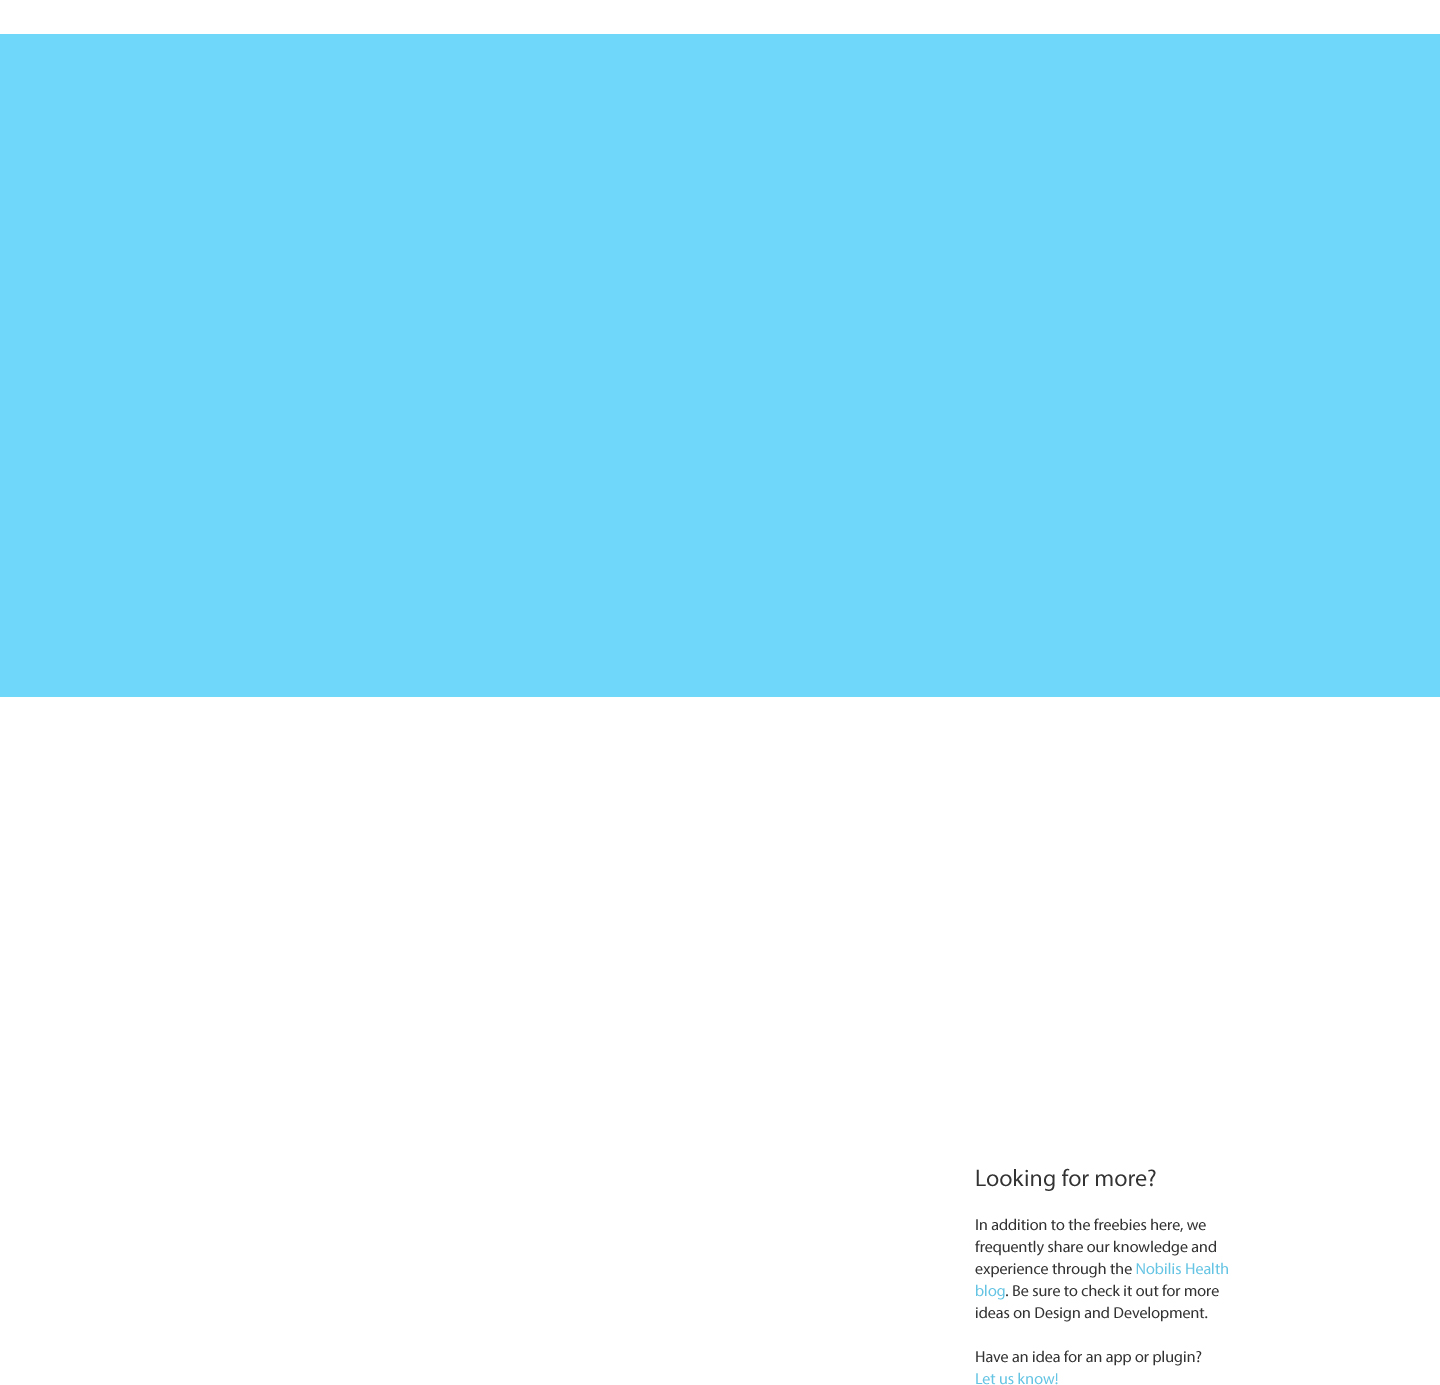 Looking for more?
In addition to the freebies here, we
frequently share our knowledge and
experience through the Nobilis Health
blog. Be sure to check it out for more
ideas on Design and Development.
Have an idea for an app or plugin?
Let us know!